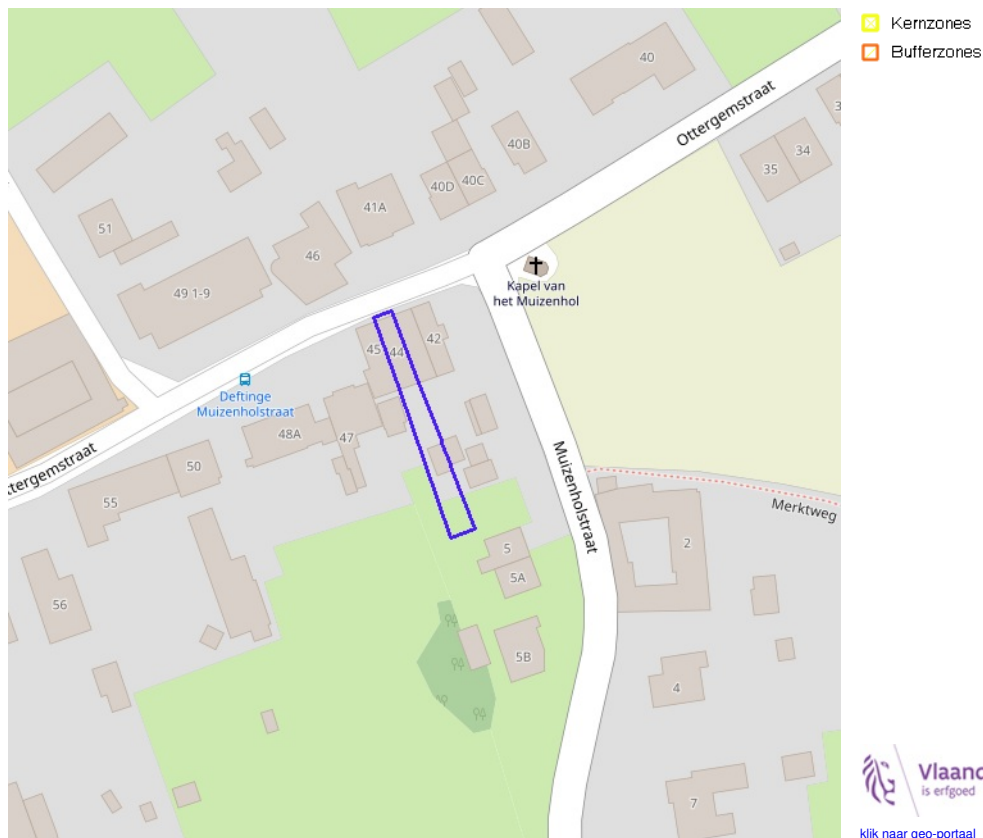 Kernzones
Bufferzones
40
Ottergemstraat
40B
40D
40C
35
34
3
41A
51
46
49 1-9
Kapel van
het Muizenhol
45
44
42
Deftinge
Muizenholstraat
48A
47
50
ttergemstraat
55
Muizenholstraat
Merktweg
2
5
5A
56
5B
4
7
Vlaand
is erfgoed
klik naar geo-portaal